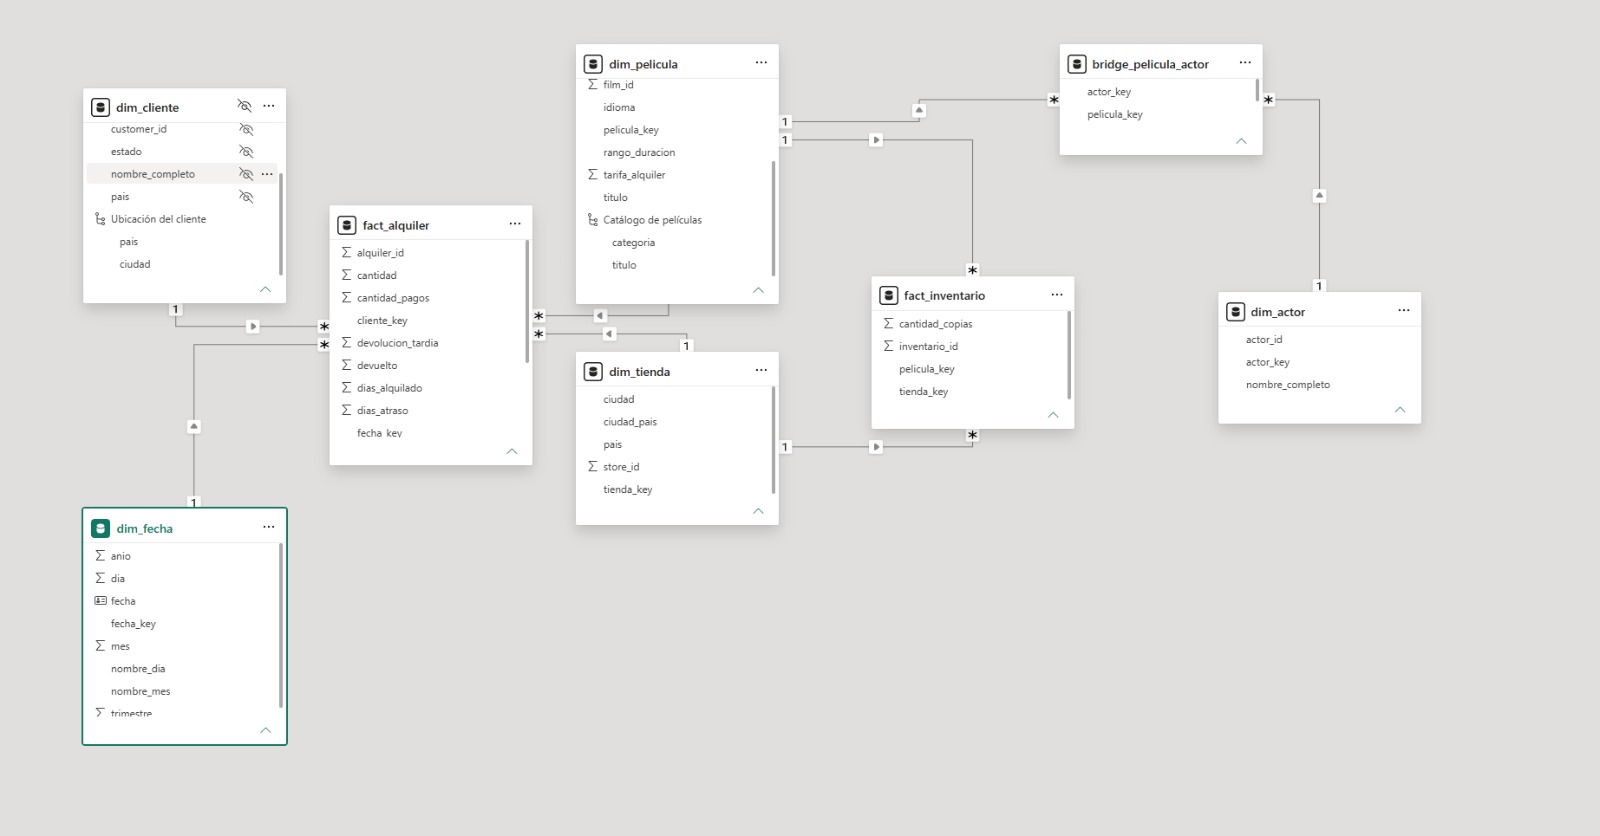 dim_cliente
customer_id
estado
nombre_completo
pais
Ubicación del cliente
pais
ciudad
1
*
fact_alquiler
alquiler_id
cantidad
cantidad_pagos
cliente_key
devolucion_tardia
devuelto
dias_alquilado
dias_atraso
fecha_key
*
1
dim_fecha
anio
dia
fecha
fecha_key
mes
nombre_dia
nombre_mes
trimestre
dim_pelicula
film_id
idioma
pelicula_key
rango_duracion
tarifa_alquiler
titulo
Catálogo de películas
categoria
titulo
1
1
*
*
1
dim_tienda
ciudad
ciudad_pais
pais
store_id
tienda_key
1
*
fact_inventario
cantidad_copias
inventario_id
pelicula_key
tienda_key
*
*
bridge_pelicula_actor
actor_key
pelicula_key
*
1
dim_actor
actor_id
actor_key
nombre_completo